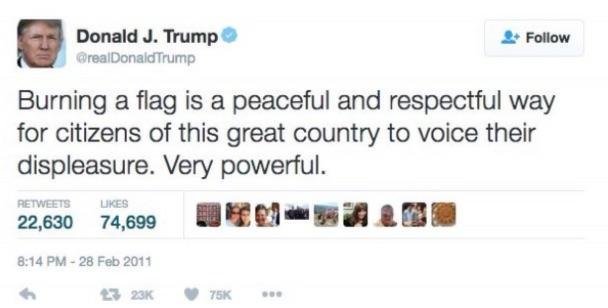 Donald J. Trump
@realDonaldTrump
Follow
Burning a flag is a peaceful and respectful way
for citizens of this great country to voice their
displeasure. Very powerful.
RETWEETS LIKES
22,630 74,699
8:14 PM - 28 Feb 2011
23K 75K